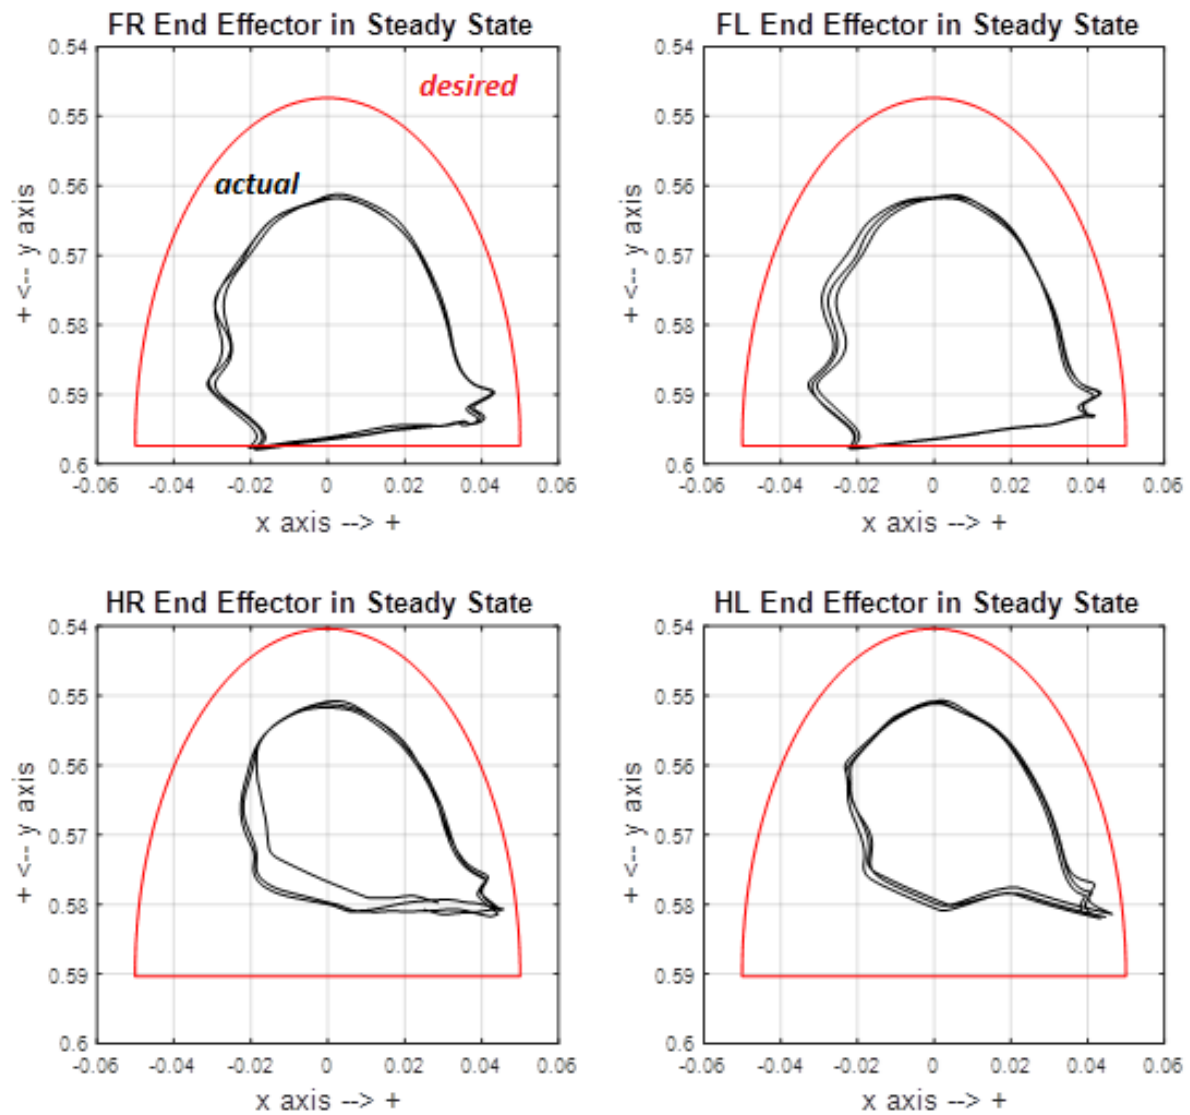 FR End Effector in Steady State
desired
actual
0.54
0.55
0.56
0.57
0.58
0.59
0.6
+ <-- y axis
-0.06 -0.04 -0.02 0 0.02 0.04 0.06
x axis --> +
FL End Effector in Steady State
0.54
0.55
0.56
0.57
0.58
0.59
0.6
+ <-- y axis
-0.06 -0.04 -0.02 0 0.02 0.04 0.06
x axis --> +
HR End Effector in Steady State
0.54
0.55
0.56
0.57
0.58
0.59
0.6
+ <-- y axis
-0.06 -0.04 -0.02 0 0.02 0.04 0.06
x axis --> +
HL End Effector in Steady State
0.54
0.55
0.56
0.57
0.58
0.59
0.6
+ <-- y axis
-0.06 -0.04 -0.02 0 0.02 0.04 0.06
x axis --> +